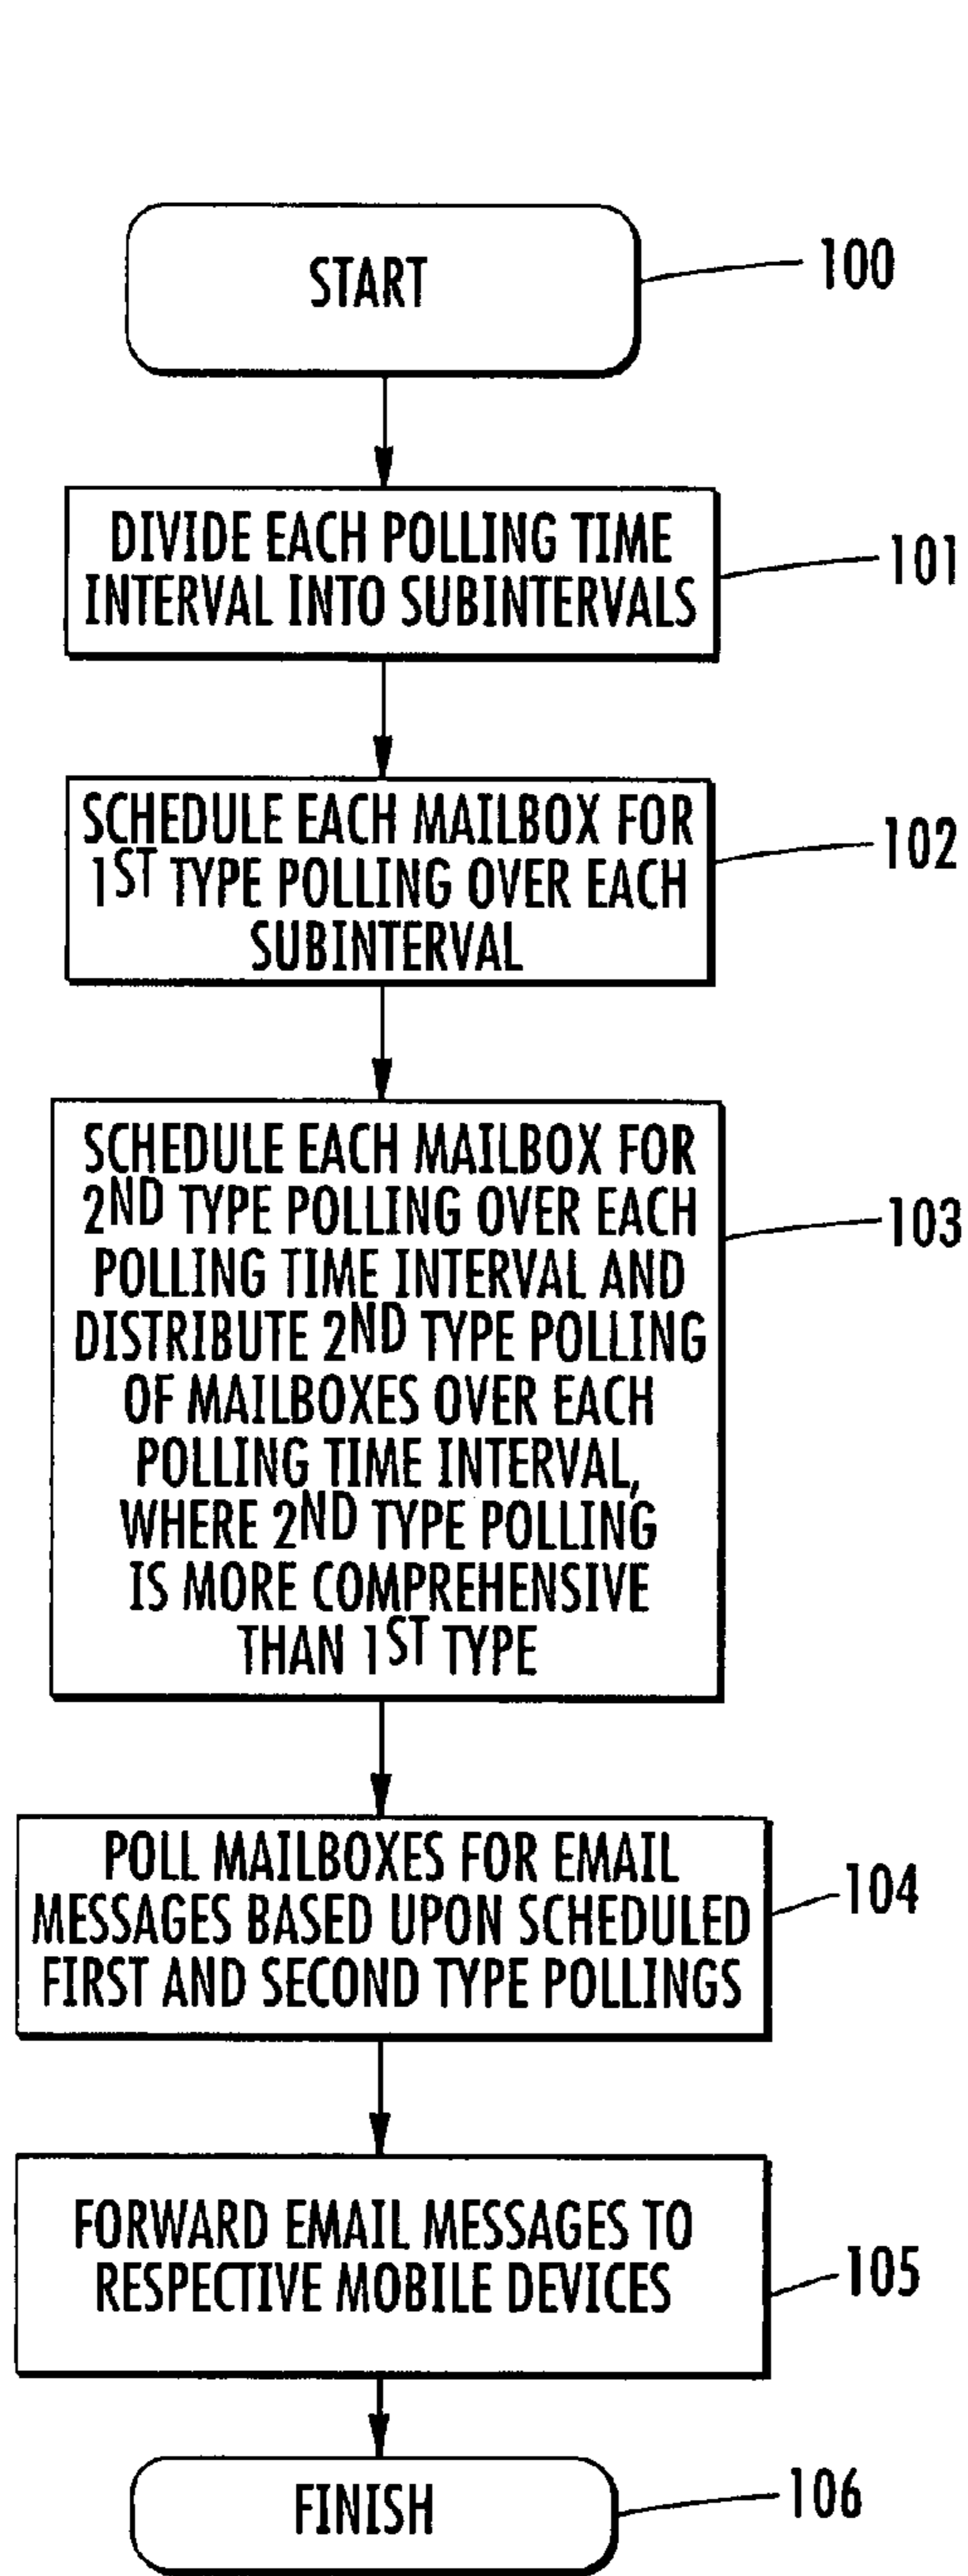 START
100
DIVIDE EACH POLLING TIME
INTERVAL INTO SUBINTERVALS
101
SCHEDULE EACH MAILBOX FOR
1ST TYPE POLLING OVER EACH
SUBINTERVAL
102
SCHEDULE EACH MAILBOX FOR
2ND TYPE POLLING OVER EACH
POLLING TIME INTERVAL AND
DISTRIBUTE 2ND TYPE POLLING
OF MAILBOXES OVER EACH
POLLING TIME INTERVAL,
WHERE 2ND TYPE POLLING
IS MORE COMPREHENSIVE
THAN 1ST TYPE
103
POLL MAILBOXES FOR EMAIL
MESSAGES BASED UPON SCHEDULED
FIRST AND SECOND TYPE POLLINGS
104
FORWARD EMAIL MESSAGES TO
RESPECTIVE MOBILE DEVICES
105
FINISH
106